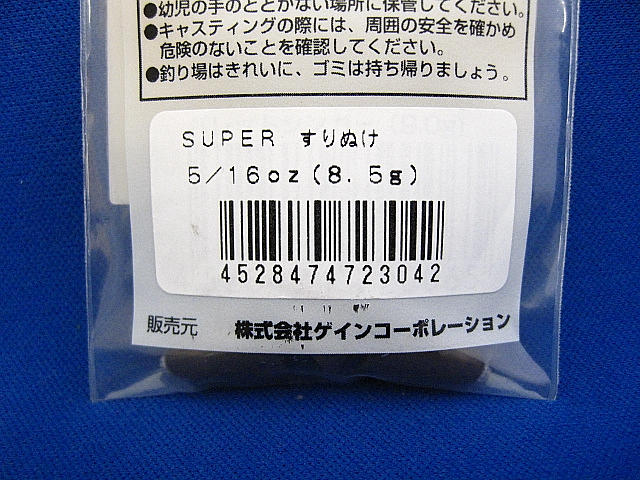 ●幼児の手のとどかない場所に保管してください。
●キャスティングの際には、周囲の安全を確かめ
危険のないことを確認してください。
●釣り場はきれいに、ゴミは持ち帰りましょう。
SUPER すりぬけ
5/16oz(8.5g)
4528474723042
販売元 株式会社ゲインコーポレーション